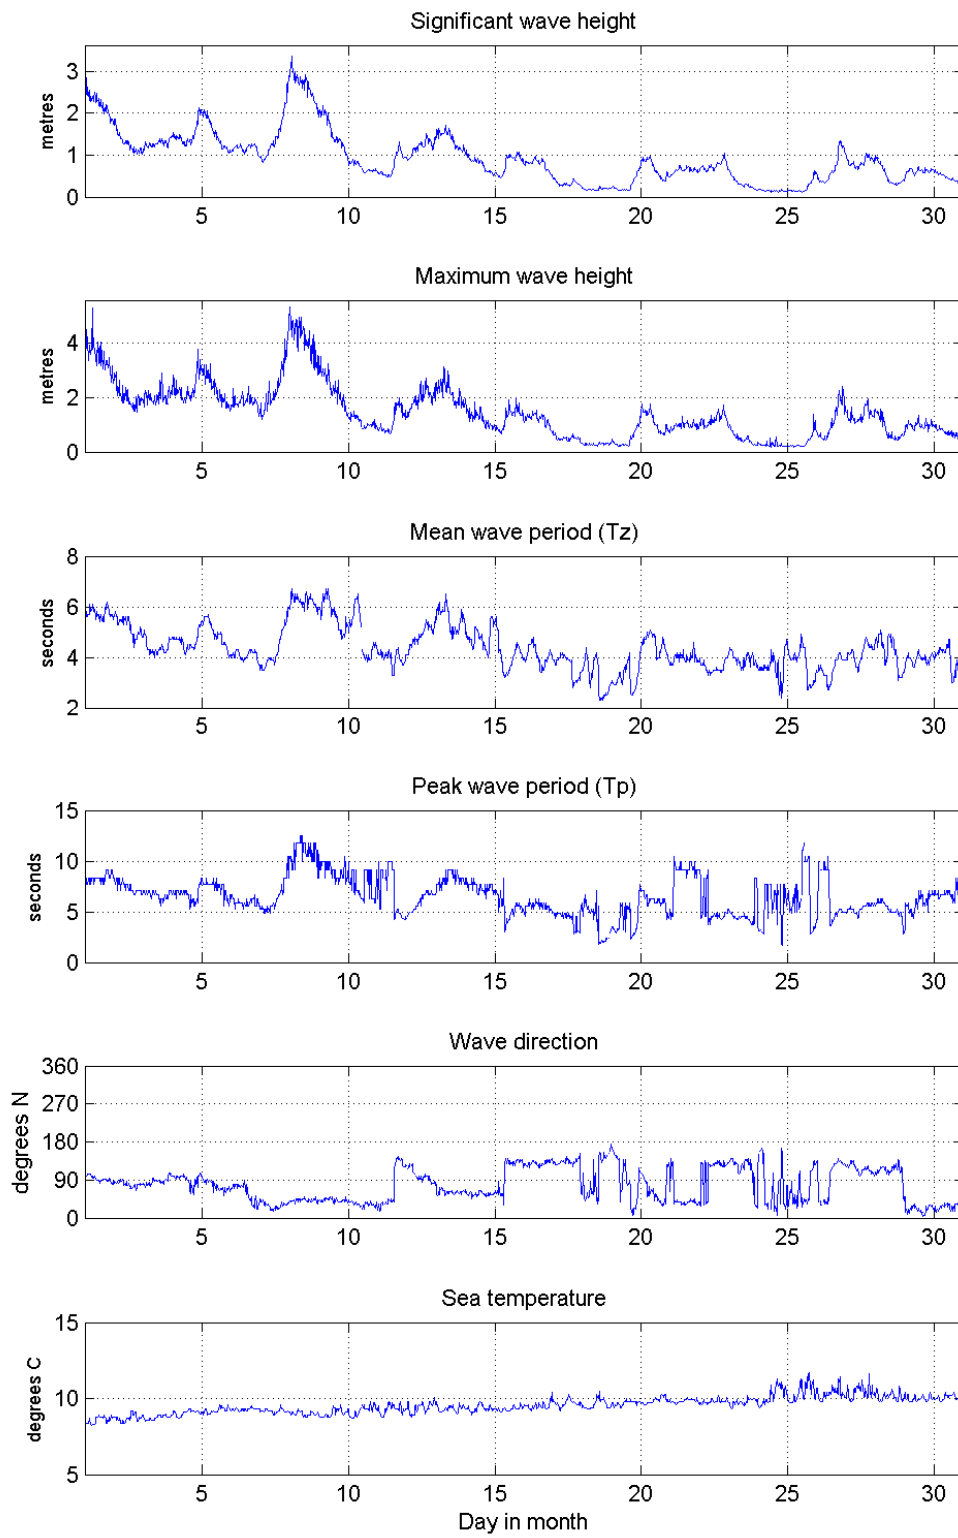 Significant wave height
metres
3
2
1
0
5 10 15 20 25 30
Maximum wave height
metres
4
2
0
5 10 15 20 25 30
Mean wave period (Tz)
seconds
8
6
4
2
5 10 15 20 25 30
Peak wave period (Tp)
seconds
15
10
5
0
5 10 15 20 25 30
Wave direction
degrees N
360
270
180
90
0
5 10 15 20 25 30
Sea temperature
degrees C
15
10
5
5 10 15 20 25 30
Day in month